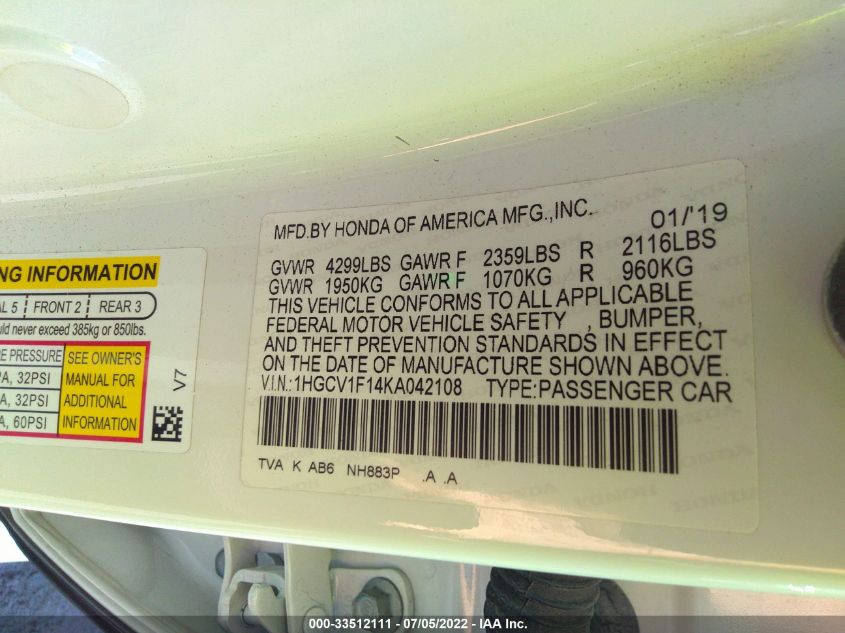 MFD.BY HONDA OF AMERICA MFG.,INC. 01/'19
GVWR 4299LBS GAWR F 2359LBS R 2116LBS
GVWR 1950KG GAWR F 1070KG R 960KG
THIS VEHICLE CONFORMS TO ALL APPLICABLE
FEDERAL MOTOR VEHICLE SAFETY , BUMPER,
AND THEFT PREVENTION STANDARDS IN EFFECT
ON THE DATE OF MANUFACTURE SHOWN ABOVE.
V.I.N.:1HGCV1F14KA042108 TYPE:PASSENGER CAR
TVA K AB6 NH883P .A .A
INFORMATION
5 FRONT 2 REAR 3
never exceed 385kg or 850lbs.
PRESSURE
32PSI
32PSI
60PSI
SEE OWNER'S
MANUAL FOR
ADDITIONAL
INFORMATION
V7
000-33512111 - 07/05/2022 - IAA Inc.